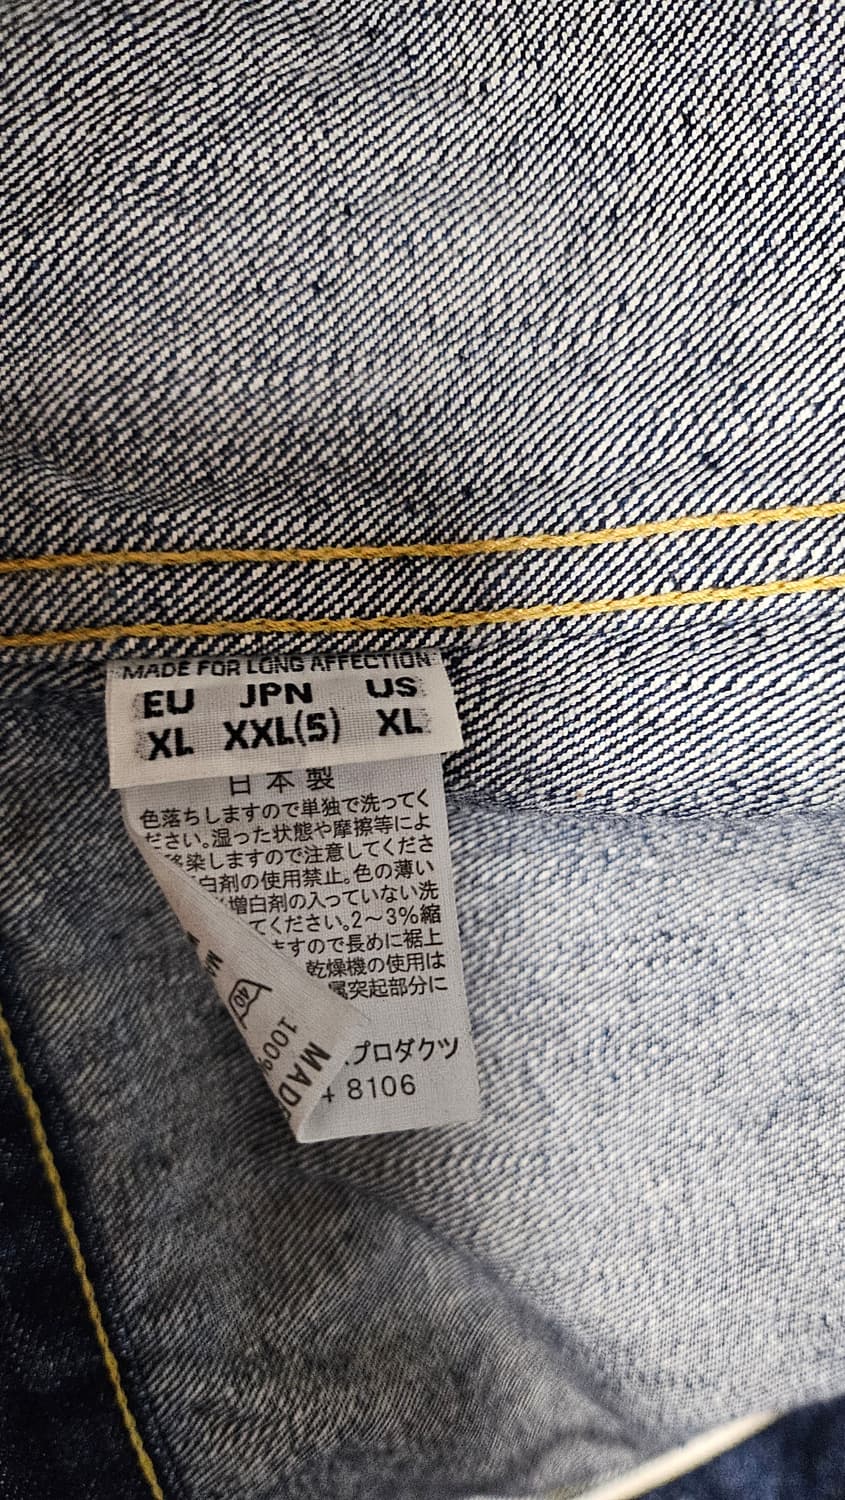 MADE FOR LONG AFFECTION
EU JPN US
XL XXL(5) XL
日本製
色落ちしますので単独で洗ってく
ださい。湿った状態や摩擦等によ
移染しますので注意してくださ
白剤の使用禁止。色の薄い
増白剤の入っていない洗
てください。2～3%縮
ますので長めに裾上
乾燥機の使用は
属突起部分に
プロダクツ
8106
40
100%
MADE